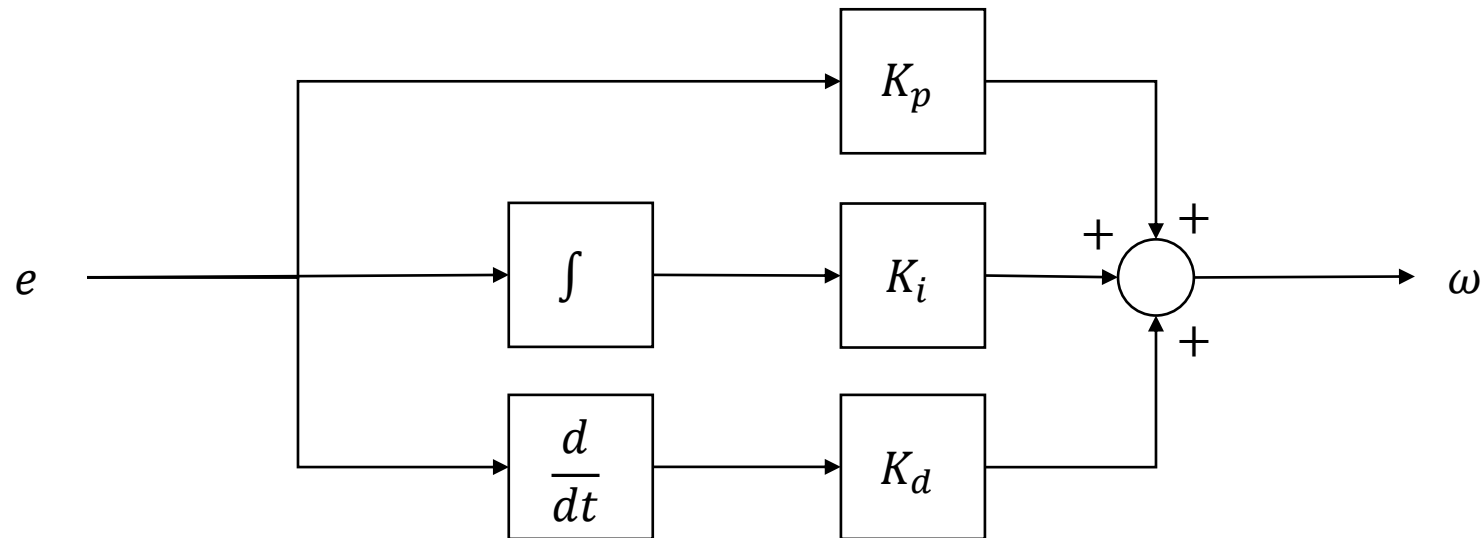 K_p
+ +
e ∫ K_i ω
+
d/dt K_d